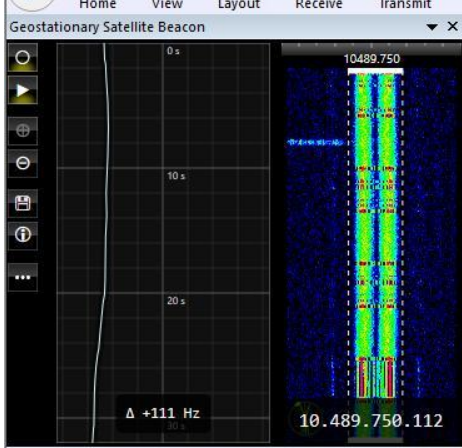 Home View Layout Receive Transmit
Geostationary Satellite Beacon
0 s
10489.750
10 s
20 s
Δ +111 Hz
30 s
10.489.750.112